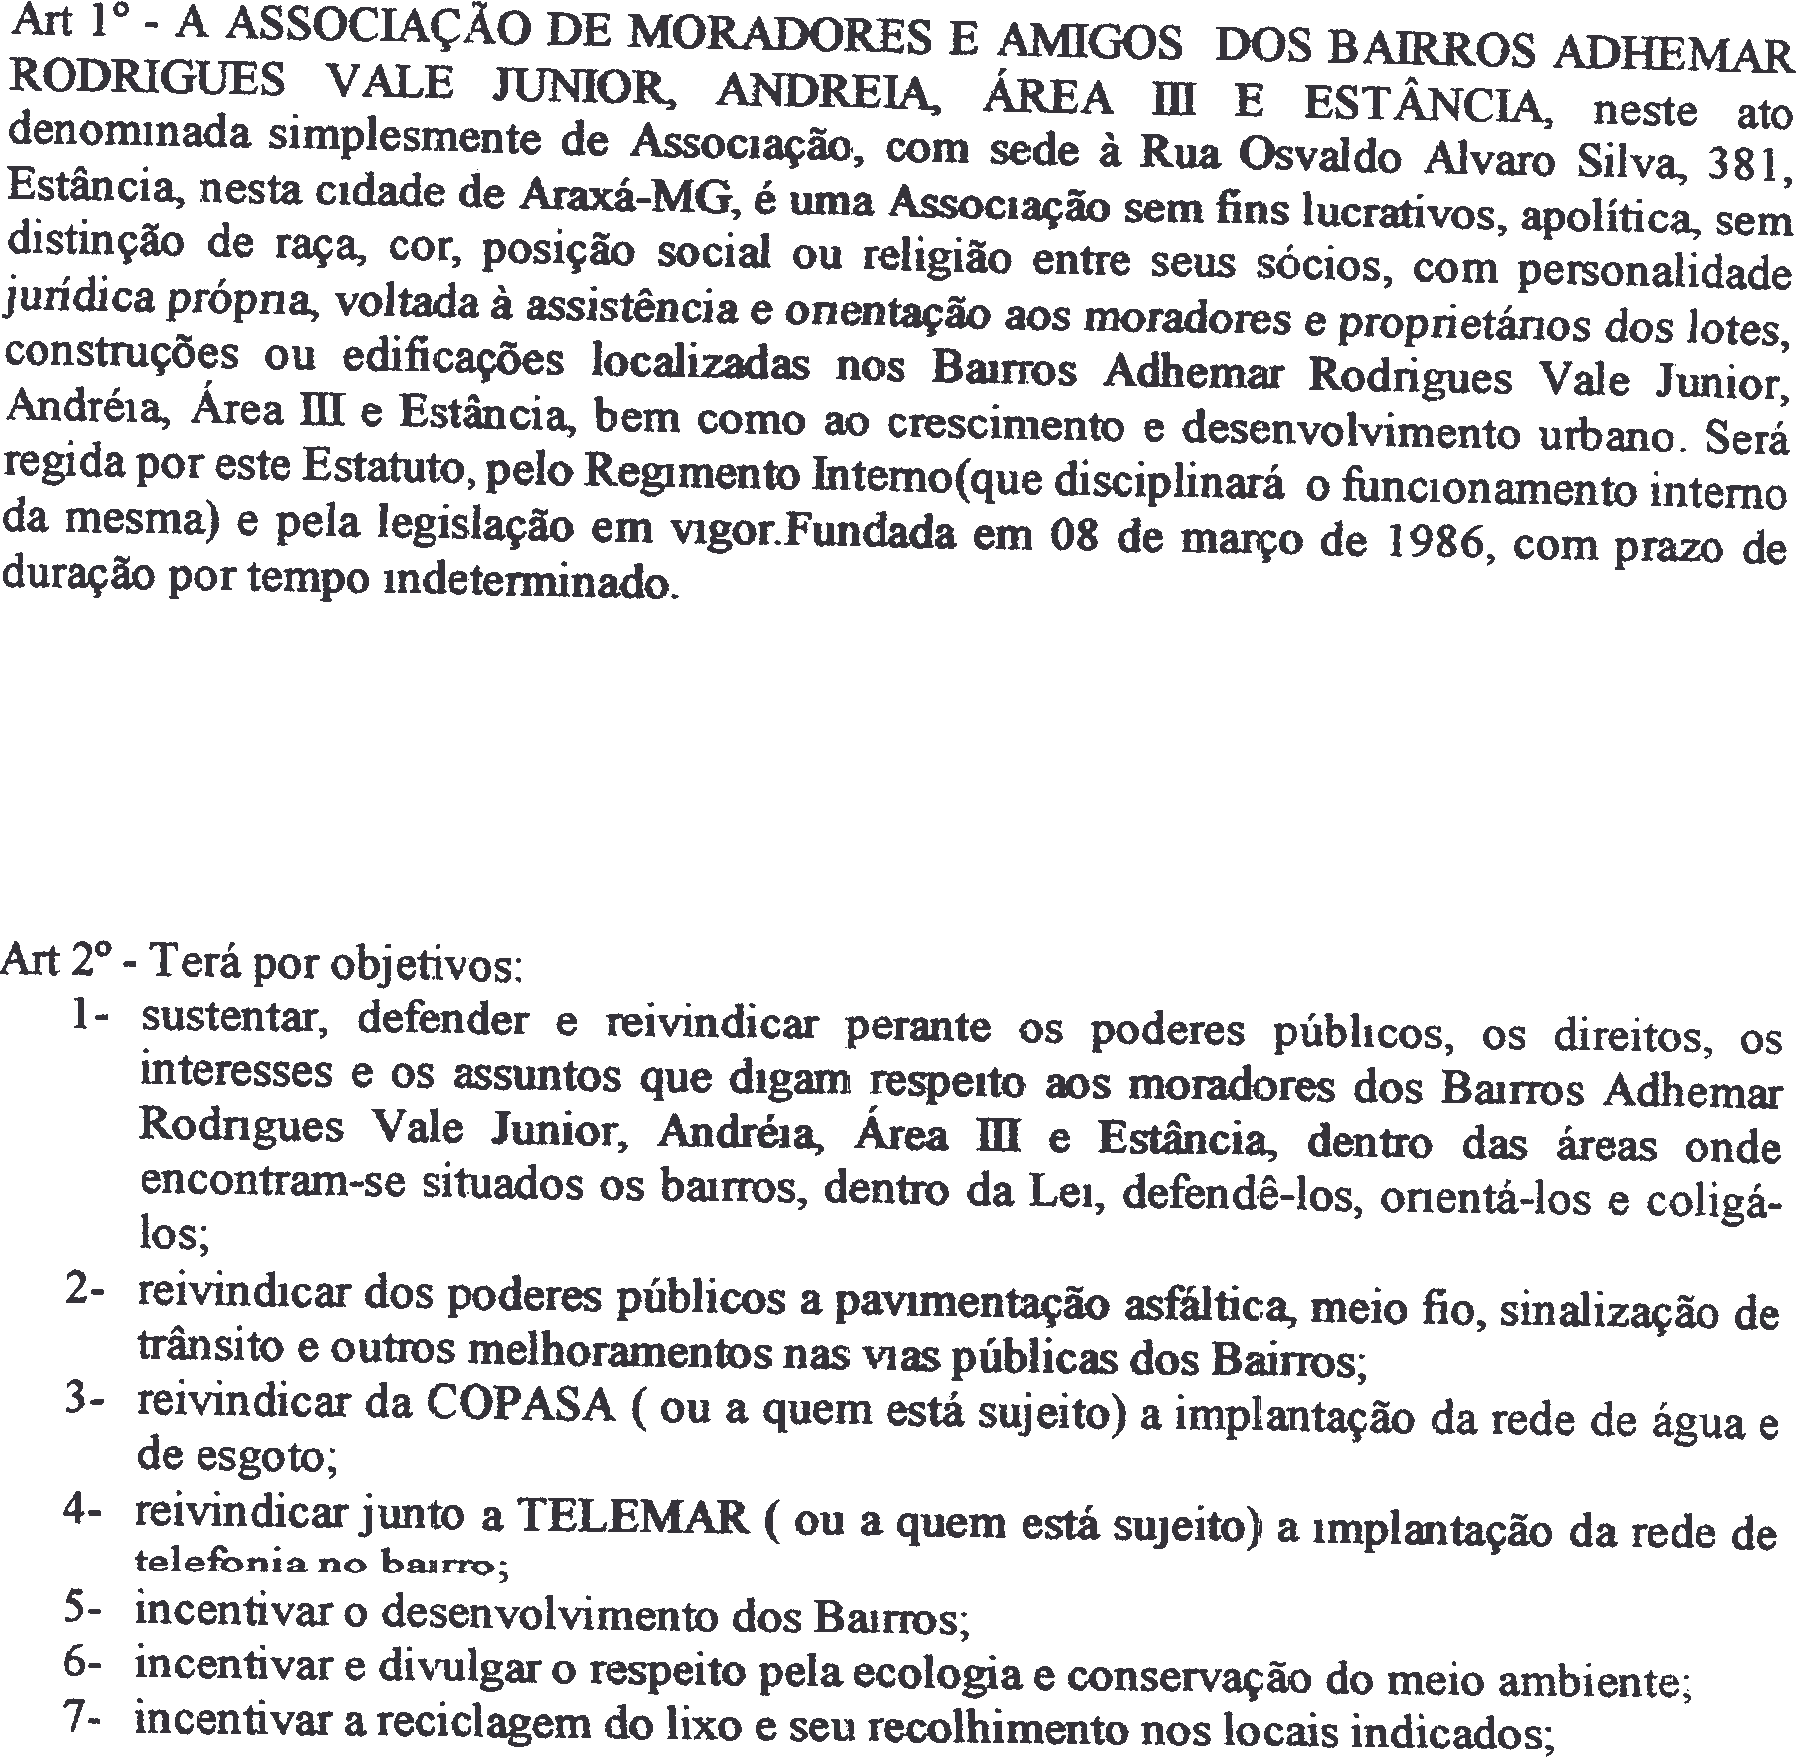 Art 1º - A ASSOCIAÇÃO DE MORADORES E AMIGOS DOS BAIRROS ADHEMAR
RODRIGUES VALE JUNIOR, ANDREIA, ÁREA III E ESTÂNCIA, neste ato
denominada simplesmente de Associação, com sede à Rua Osvaldo Alvaro Silva, 381,
Estância, nesta cidade de Araxá-MG, é uma Associação sem fins lucrativos, apolítica, sem
distinção de raça, cor, posição social ou religião entre seus sócios, com personalidade
jurídica própria, voltada à assistência e orientação aos moradores e proprietários dos lotes,
construções ou edificações localizadas nos Bairros Adhemar Rodrigues Vale Junior,
Andréia, Área III e Estância, bem como ao crescimento e desenvolvimento urbano. Será
regida por este Estatuto, pelo Regimento Interno(que disciplinará o funcionamento interno
da mesma) e pela legislação em vigor.Fundada em 08 de março de 1986, com prazo de
duração por tempo indeterminado.
Art 2º - Terá por objetivos:
1- sustentar, defender e reivindicar perante os poderes públicos, os direitos, os
interesses e os assuntos que digam respeito aos moradores dos Bairros Adhemar
Rodrigues Vale Junior, Andréia, Área III e Estância, dentro das áreas onde
encontram-se situados os bairros, dentro da Lei, defendê-los, orientá-los e coligá-
los;
2- reivindicar dos poderes públicos a pavimentação asfáltica, meio fio, sinalização de
trânsito e outros melhoramentos nas vias públicas dos Bairros;
3- reivindicar da COPASA ( ou a quem está sujeito) a implantação da rede de água e
de esgoto;
4- reivindicar junto a TELEMAR ( ou a quem está sujeito) a implantação da rede de
telefonia no bairro;
5- incentivar o desenvolvimento dos Bairros;
6- incentivar e divulgar o respeito pela ecologia e conservação do meio ambiente;
7- incentivar a reciclagem do lixo e seu recolhimento nos locais indicados;